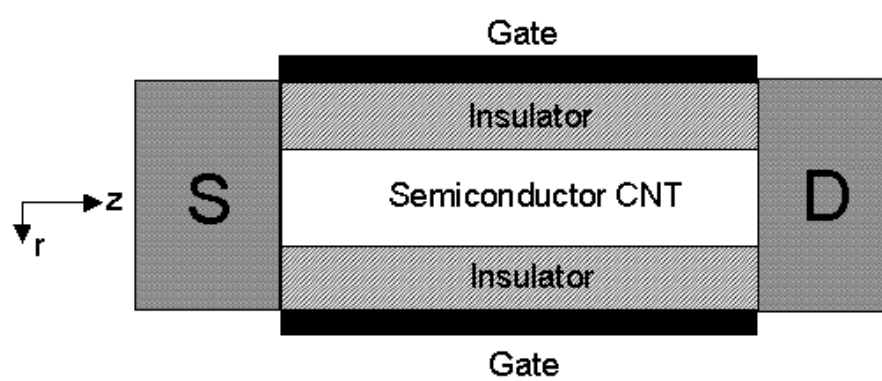 Gate
Insulator
S
Semiconductor CNT
D
z
r
Insulator
Gate